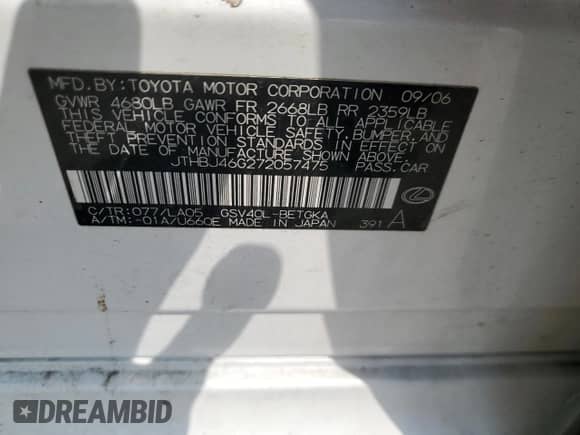 MFD.BY:TOYOTA MOTOR CORPORATION 09/06
GVWR 4680LB GAWR FR 2668LB RR 2359LB
THIS VEHICLE CONFORMS TO ALL APPLICABLE
FEDERAL MOTOR VEHICLE SAFETY, BUMPER, AND
THEFT PREVENTION STANDARDS IN EFFECT ON
THE DATE OF MANUFACTURE SHOWN ABOVE.
JTHBJ46G272057475 PASS.CAR
C/TR:077/LA05 GSV40L-BETGKA
A/TM:-01A/U660E MADE IN JAPAN 391 A
DREAMBID